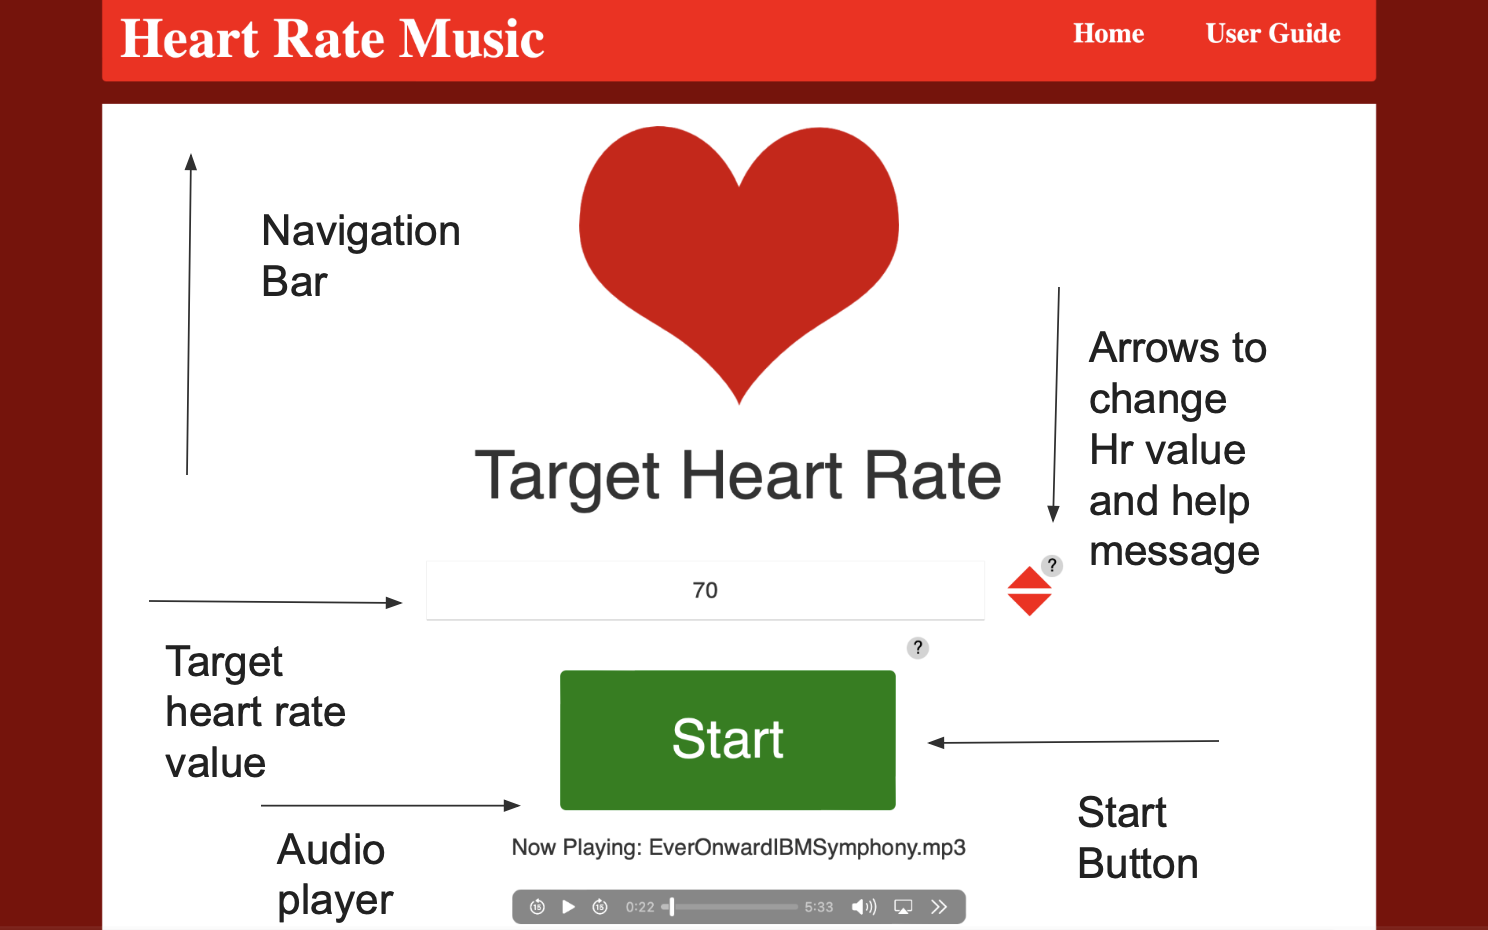 Heart Rate Music
Home
User Guide
Navigation
Bar
Arrows to
change
Hr value
and help
message
Target Heart Rate
?
70
?
Target
heart rate
value
Start
Start
Button
Audio
player
Now Playing: EverOnwardIBMSymphony.mp3
15
15
0:22
5:33